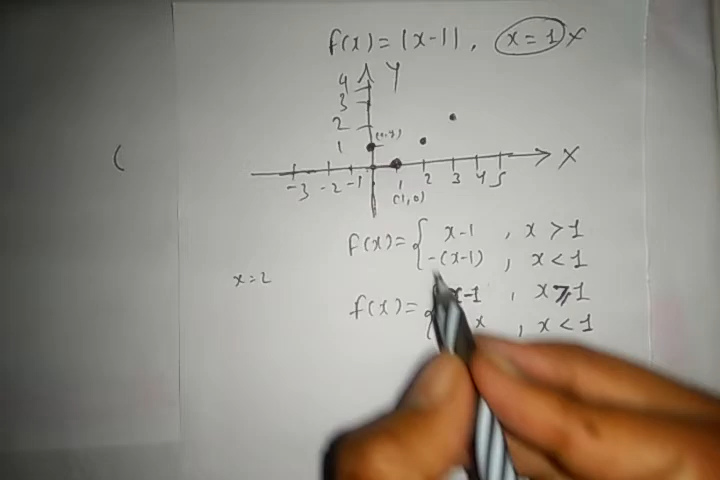 f(x) = |x-1| , x = 1 x
4 Y
3
2
1 (0,1)
-3 -2 -1 1 2 3 4 5 X
(1,0)
(
f(x) = { x-1 , x > 1
-(x-1) , x < 1
x = 2
f(x) = { x-1 , x ⩾ 1
x , x < 1